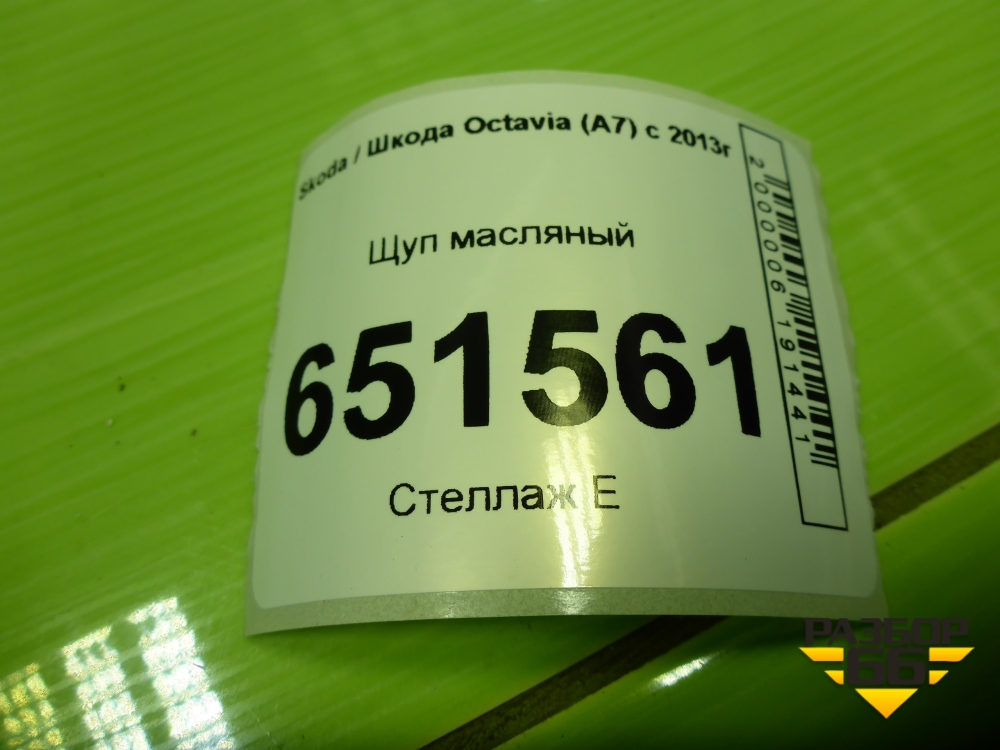 Skoda / Шкода Octavia (A7) с 2013г
Щуп масляный
651561
Стеллаж Е
2000006191441
РАЗБОР
66